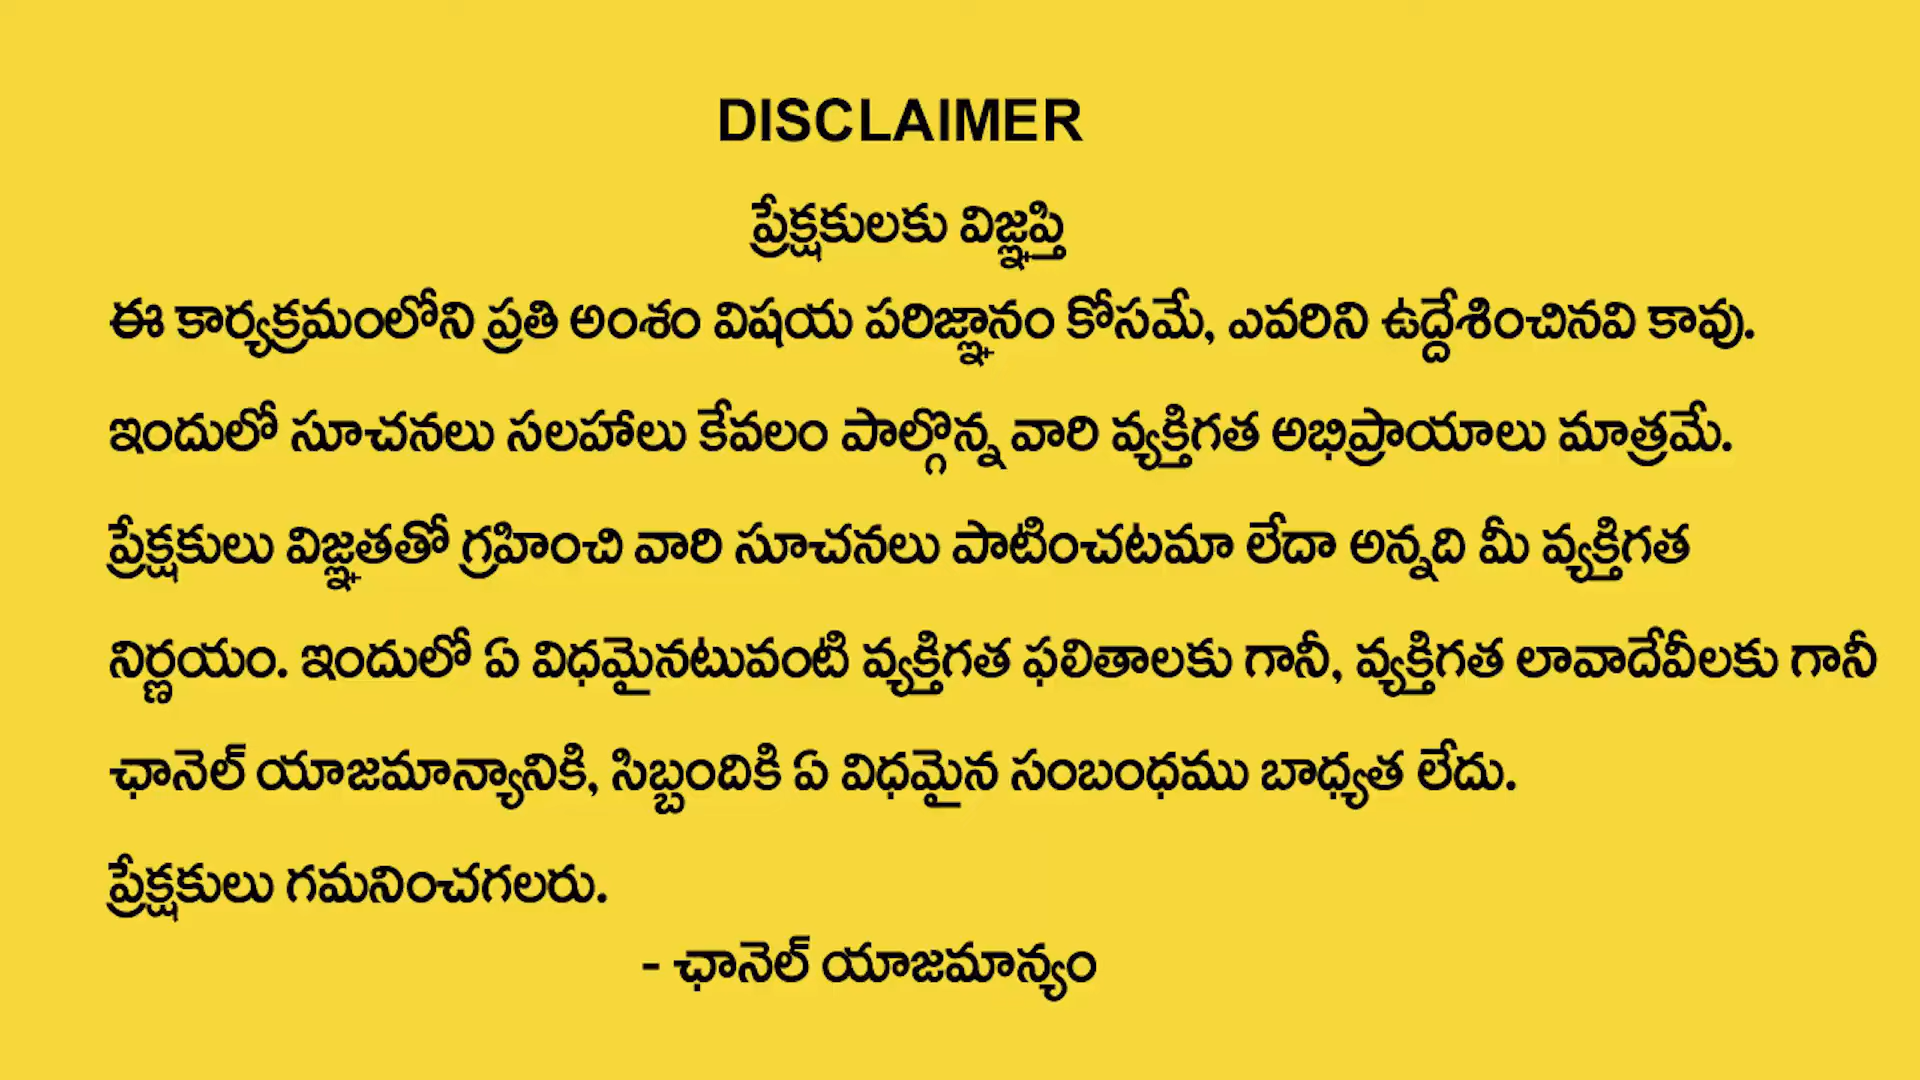 DISCLAIMER
ప్రేక్షకులకు విజ్ఞప్తి
ఈ కార్యక్రమంలోని ప్రతి అంశం విషయ పరిజ్ఞానం కోసమే, ఎవరిని ఉద్దేశించినవి కావు.
ఇందులో సూచనలు సలహాలు కేవలం పాల్గొన్న వారి వ్యక్తిగత అభిప్రాయాలు మాత్రమే.
ప్రేక్షకులు విజ్ఞతతో గ్రహించి వారి సూచనలు పాటించటమా లేదా అన్నది మీ వ్యక్తిగత
నిర్ణయం. ఇందులో ఏ విధమైనటువంటి వ్యక్తిగత ఫలితాలకు గానీ, వ్యక్తిగత లావాదేవీలకు గానీ
ఛానెల్ యాజమాన్యానికి, సిబ్బందికి ఏ విధమైన సంబంధము బాధ్యత లేదు.
ప్రేక్షకులు గమనించగలరు.
- ఛానెల్ యాజమాన్యం